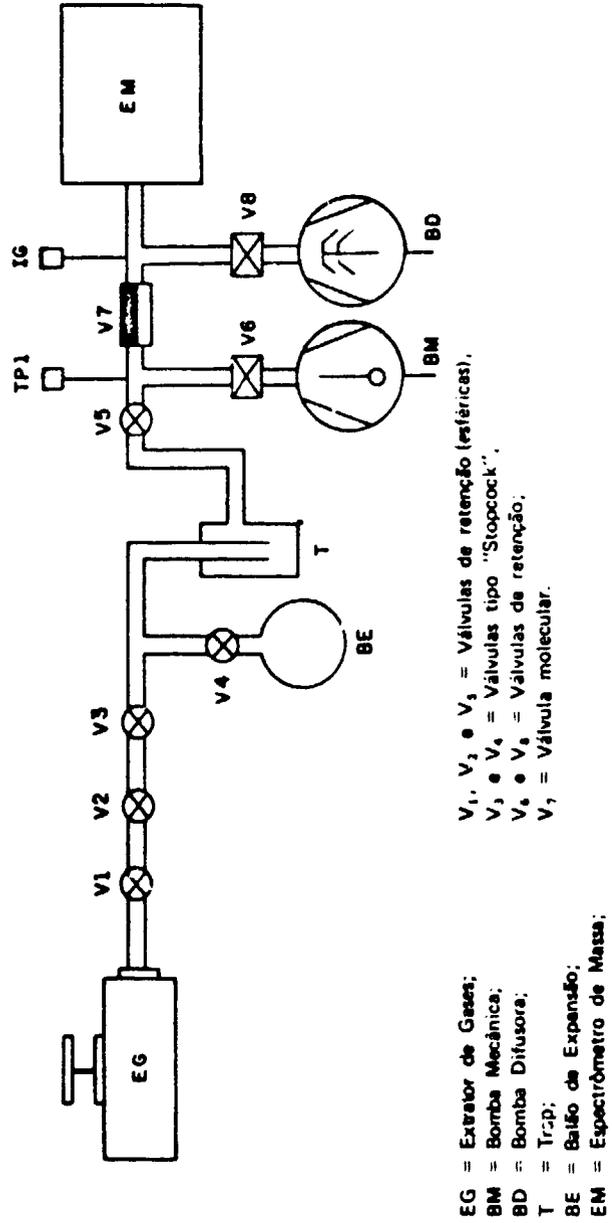 EG
V1
V2
V3
V4
BE
T
V5
TP1
V6
BM
V7
IG
V8
BD
EM
EG = Extrator de Gases;
BM = Bomba Mecânica;
BD = Bomba Difusora;
T = Trap;
BE = Balão de Expansão;
EM = Espectrômetro de Massa;
V₁, V₂ e V₅ = Válvulas de retenção (esféricas),
V₃ e V₄ = Válvulas tipo "Stopcock",
V₆ e V₈ = Válvulas de retenção;
V₇ = Válvula molecular.